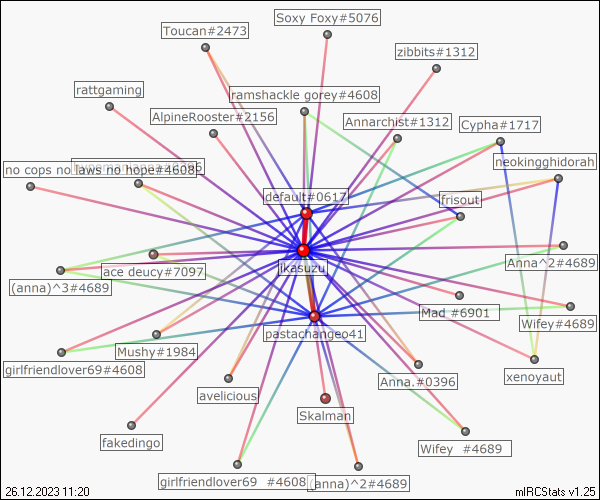 Soxy Foxy#5076
Toucan#2473
zibbits#1312
rattgaming
ramshackle gorey#4608
AlpineRooster#2156
Annarchist#1312
Cypha#1717
neokingghidorah
no cops no laws no hope#4608
default#0617
frisout
Anna^2#4689
ikasuzu
ace deucy#7097
(anna)^3#4689
Mad #6901
Wifey#4689
pastachangeo41
Mushy#1984
girlfriendlover69#4608
Anna.#0396
xenoyaut
avelicious
Skalman
fakedingo
Wifey #4689
girlfriendlover69 #4608
(anna)^2#4689
26.12.2023 11:20
mIRCStats v1.25